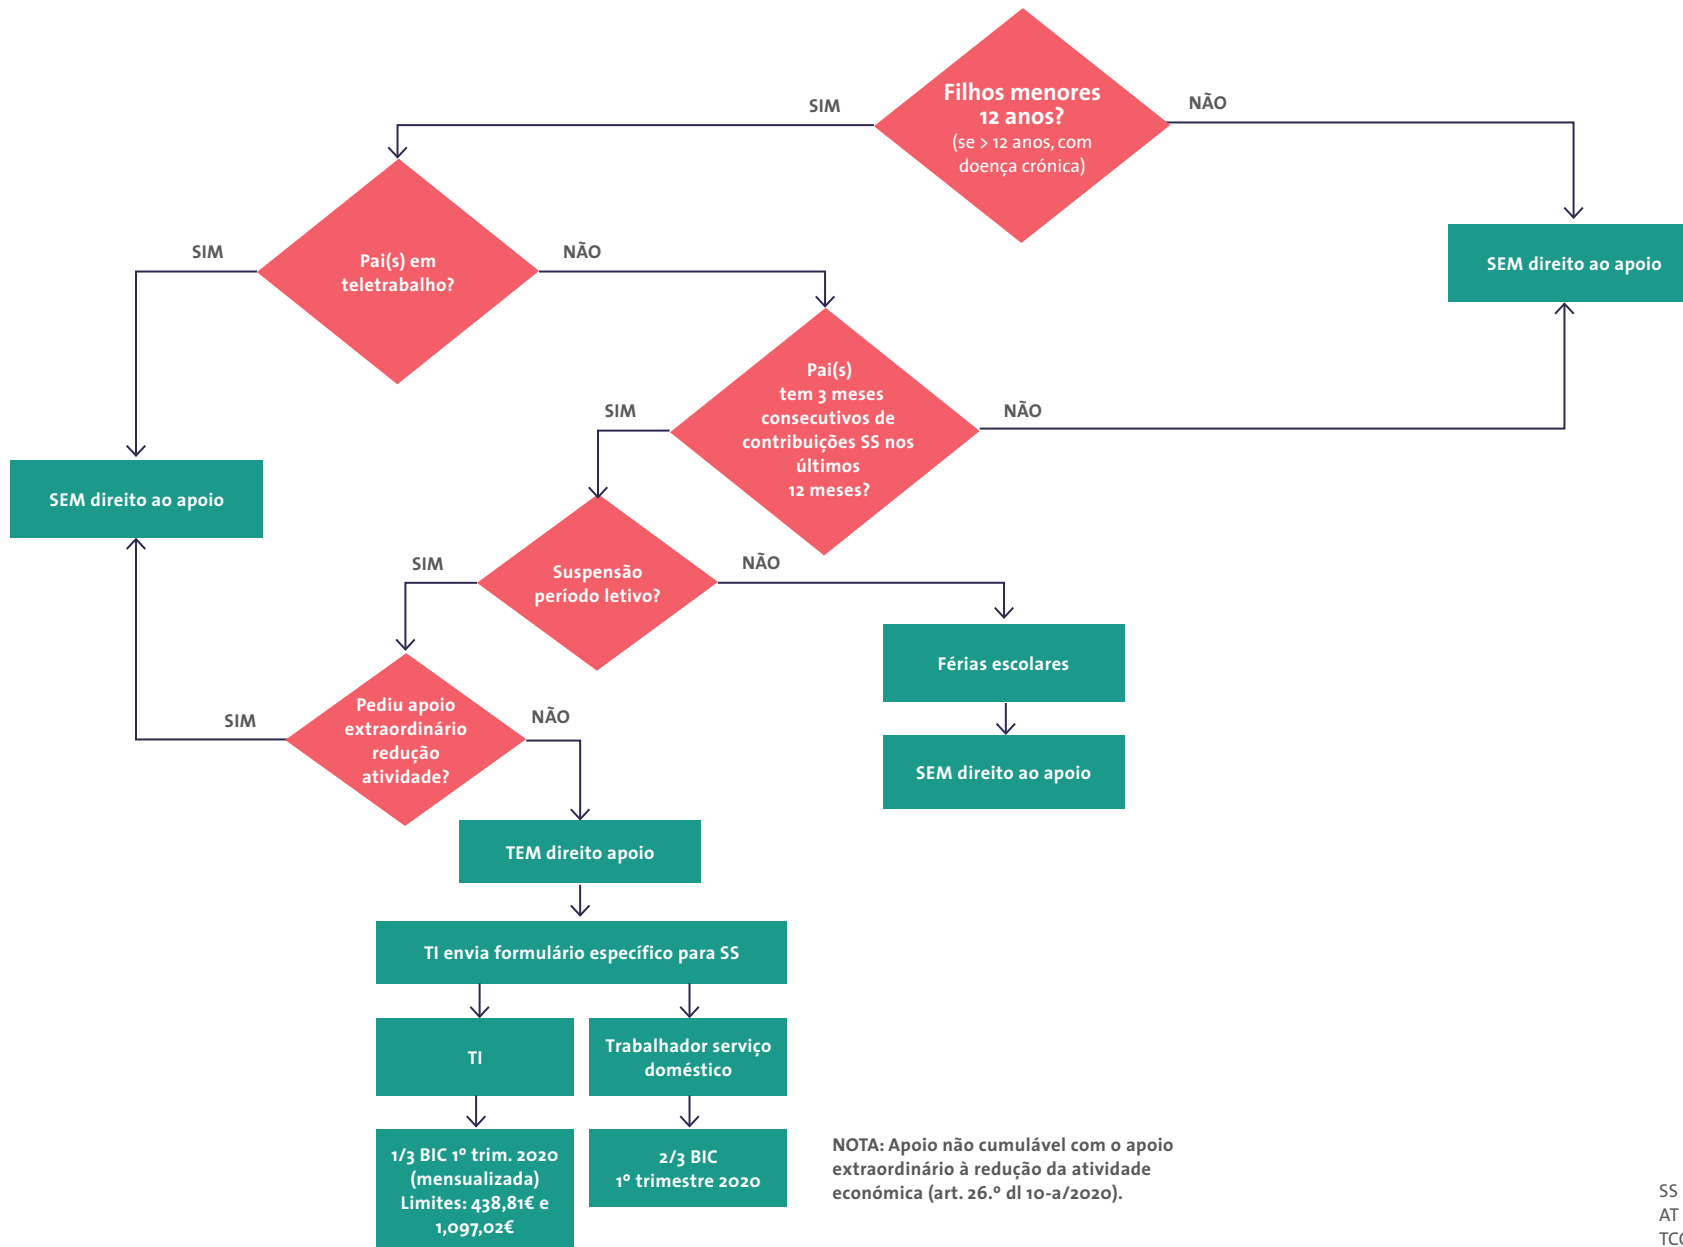 Filhos menores
12 anos?
(se > 12 anos, com
doença crónica)
SIM
NÃO
SEM direito ao apoio
Pai(s) em
teletrabalho?
SIM
NÃO
Pai(s)
tem 3 meses
consecutivos de
contribuições SS nos
últimos
12 meses?
SIM
NÃO
SEM direito ao apoio
Suspensão
período letivo?
SIM
NÃO
Férias escolares
SEM direito ao apoio
Pediu apoio
extraordinário
redução
atividade?
SIM
NÃO
TEM direito apoio
TI envia formulário específico para SS
TI
Trabalhador serviço
doméstico
1/3 BIC 1º trim. 2020
(mensualizada)
Limites: 438,81€ e
1,097,02€
2/3 BIC
1º trimestre 2020
NOTA: Apoio não cumulável com o apoio
extraordinário à redução da atividade
económica (art. 26.º dl 10-a/2020).
SS
AT